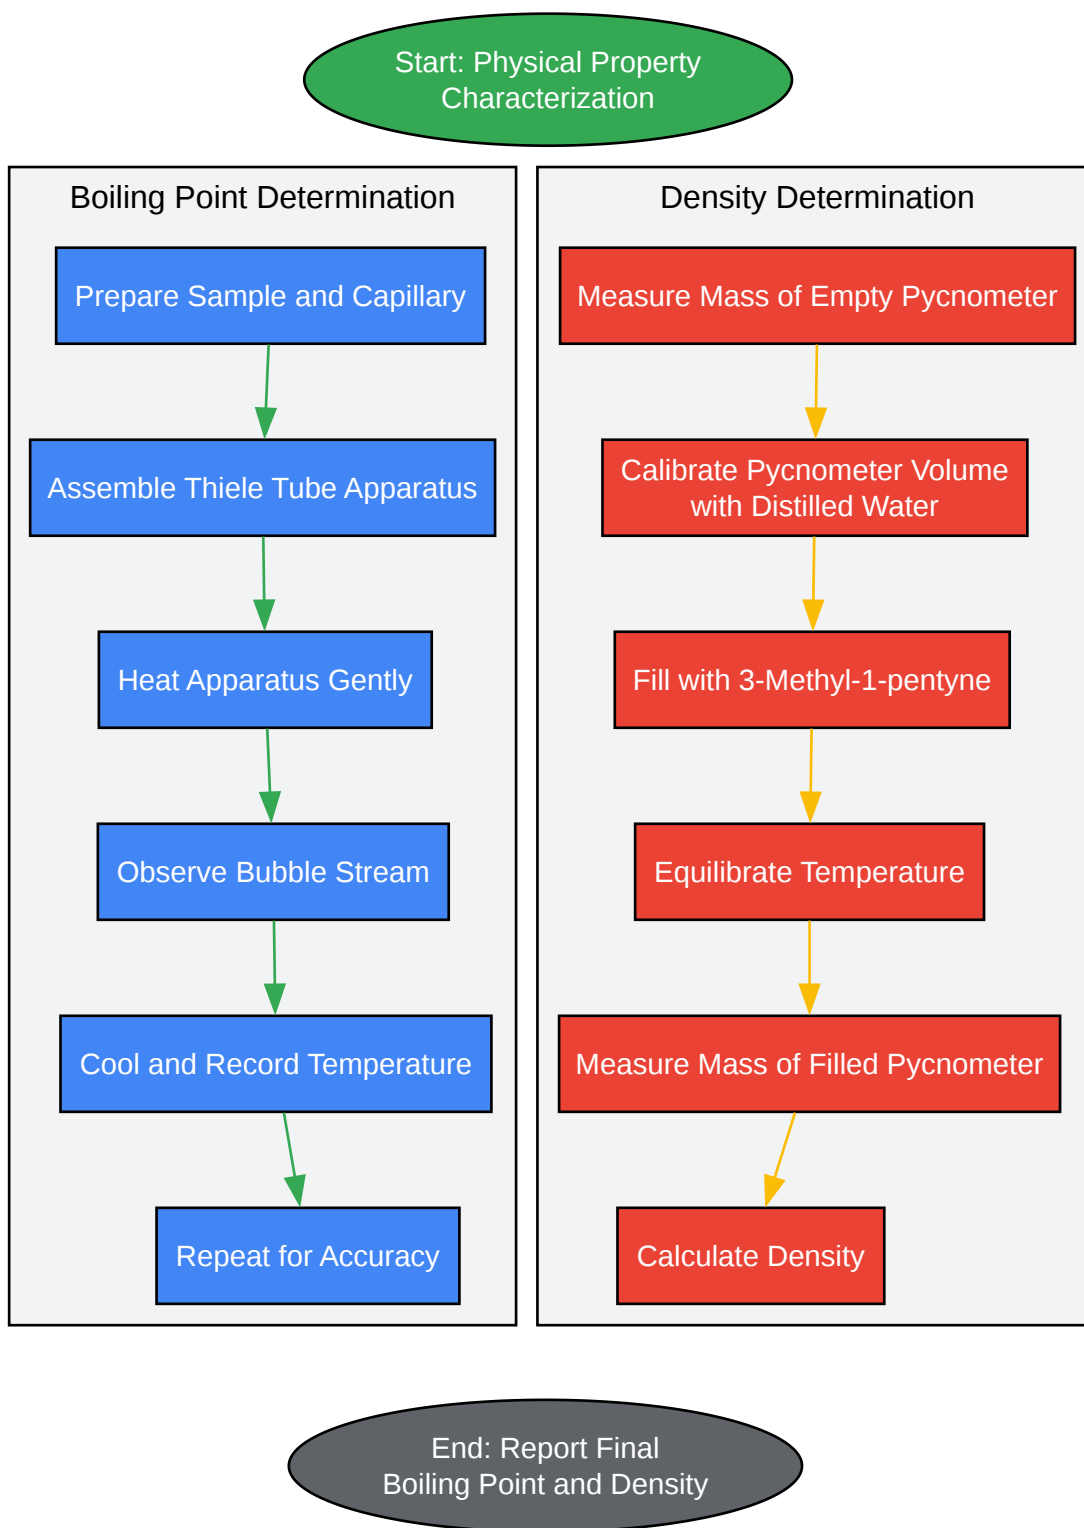 Start: Physical Property
Characterization
Boiling Point Determination
Prepare Sample and Capillary
Assemble Thiele Tube Apparatus
Heat Apparatus Gently
Observe Bubble Stream
Cool and Record Temperature
Repeat for Accuracy
Density Determination
Measure Mass of Empty Pycnometer
Calibrate Pycnometer Volume
with Distilled Water
Fill with 3-Methyl-1-pentyne
Equilibrate Temperature
Measure Mass of Filled Pycnometer
Calculate Density
End: Report Final
Boiling Point and Density